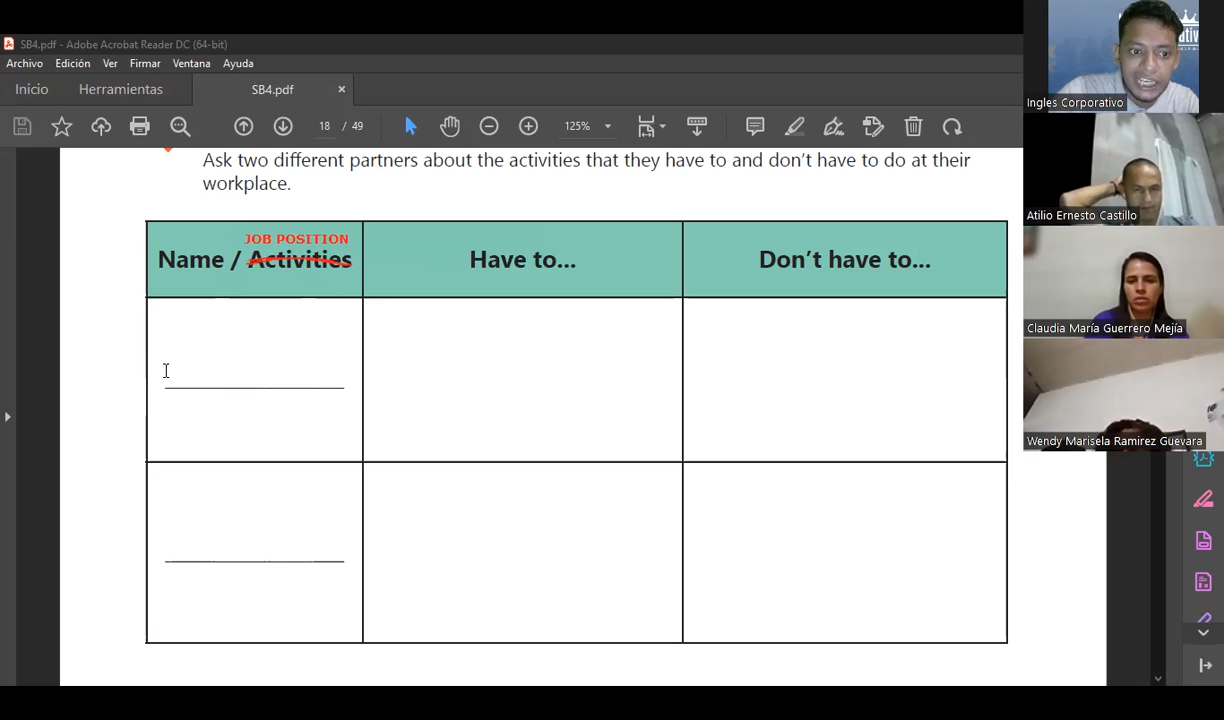 SB4.pdf - Adobe Acrobat Reader DC (64-bit)
Archivo Edición Ver Firmar Ventana Ayuda
Inicio Herramientas SB4.pdf ×
18 / 49 125%
Ask two different partners about the activities that they have to and don't have to do at their
workplace.
JOB POSITION
Name / Activities Have to... Don't have to...
Ingles Corporativo
Atilio Ernesto Castillo
Claudia María Guerrero Mejía
Wendy Marisela Ramirez Guevara